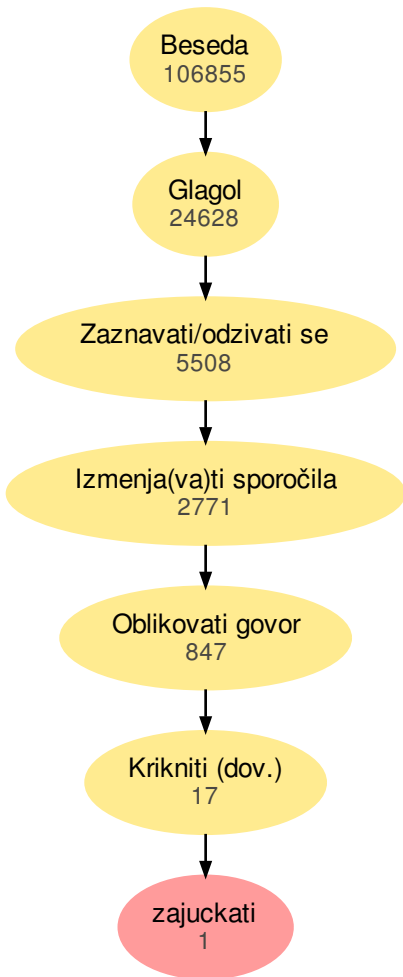 Beseda
106855
Glagol
24628
Zaznavati/odzivati se
5508
Izmenja(va)ti sporočila
2771
Oblikovati govor
847
Krikniti (dov.)
17
zajuckati
1